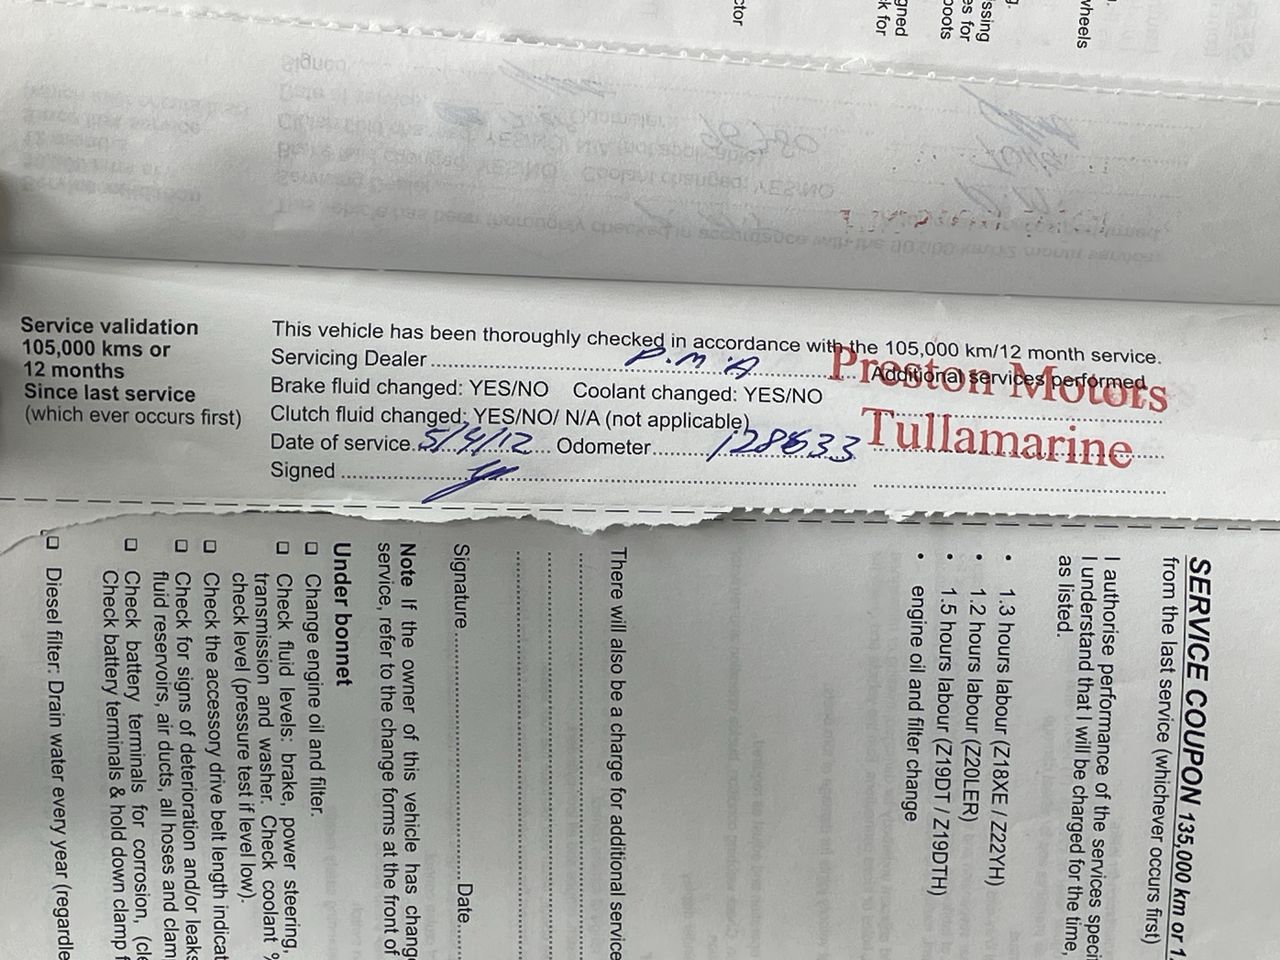 ctor
gned
k for
boots
es for
issing
wheels
Service validation
105,000 kms or
12 months
Since last service
(which ever occurs first)
This vehicle has been thoroughly checked in accordance with the 105,000 km/12 month service.
Servicing Dealer P.M.A
Additional services performed
Brake fluid changed: YES/NO Coolant changed: YES/NO
Clutch fluid changed: YES/NO/ N/A (not applicable)
Date of service 5/4/12 Odometer 128633
Signed
Preston Motors
Tullamarine
SERVICE COUPON 135,000 km or 1
from the last service (whichever occurs first)
I authorise performance of the services speci
I understand that I will be charged for the time,
as listed.
• 1.3 hours labour (Z18XE / Z22YH)
• 1.2 hours labour (Z20LER)
• 1.5 hours labour (Z19DT / Z19DTH)
• engine oil and filter change
There will also be a charge for additional service
Signature Date
Note If the owner of this vehicle has change
service, refer to the change forms at the front of
Under bonnet
❑ Change engine oil and filter.
❑ Check fluid levels: brake, power steering,
transmission and washer. Check coolant %
check level (pressure test if level low).
❑ Check the accessory drive belt length indicat
❑ Check for signs of deterioration and/or leaks
fluid reservoirs, air ducts, all hoses and clam
❑ Check battery terminals for corrosion, (cle
Check battery terminals & hold down clamp f
❑ Diesel filter: Drain water every year (regardle